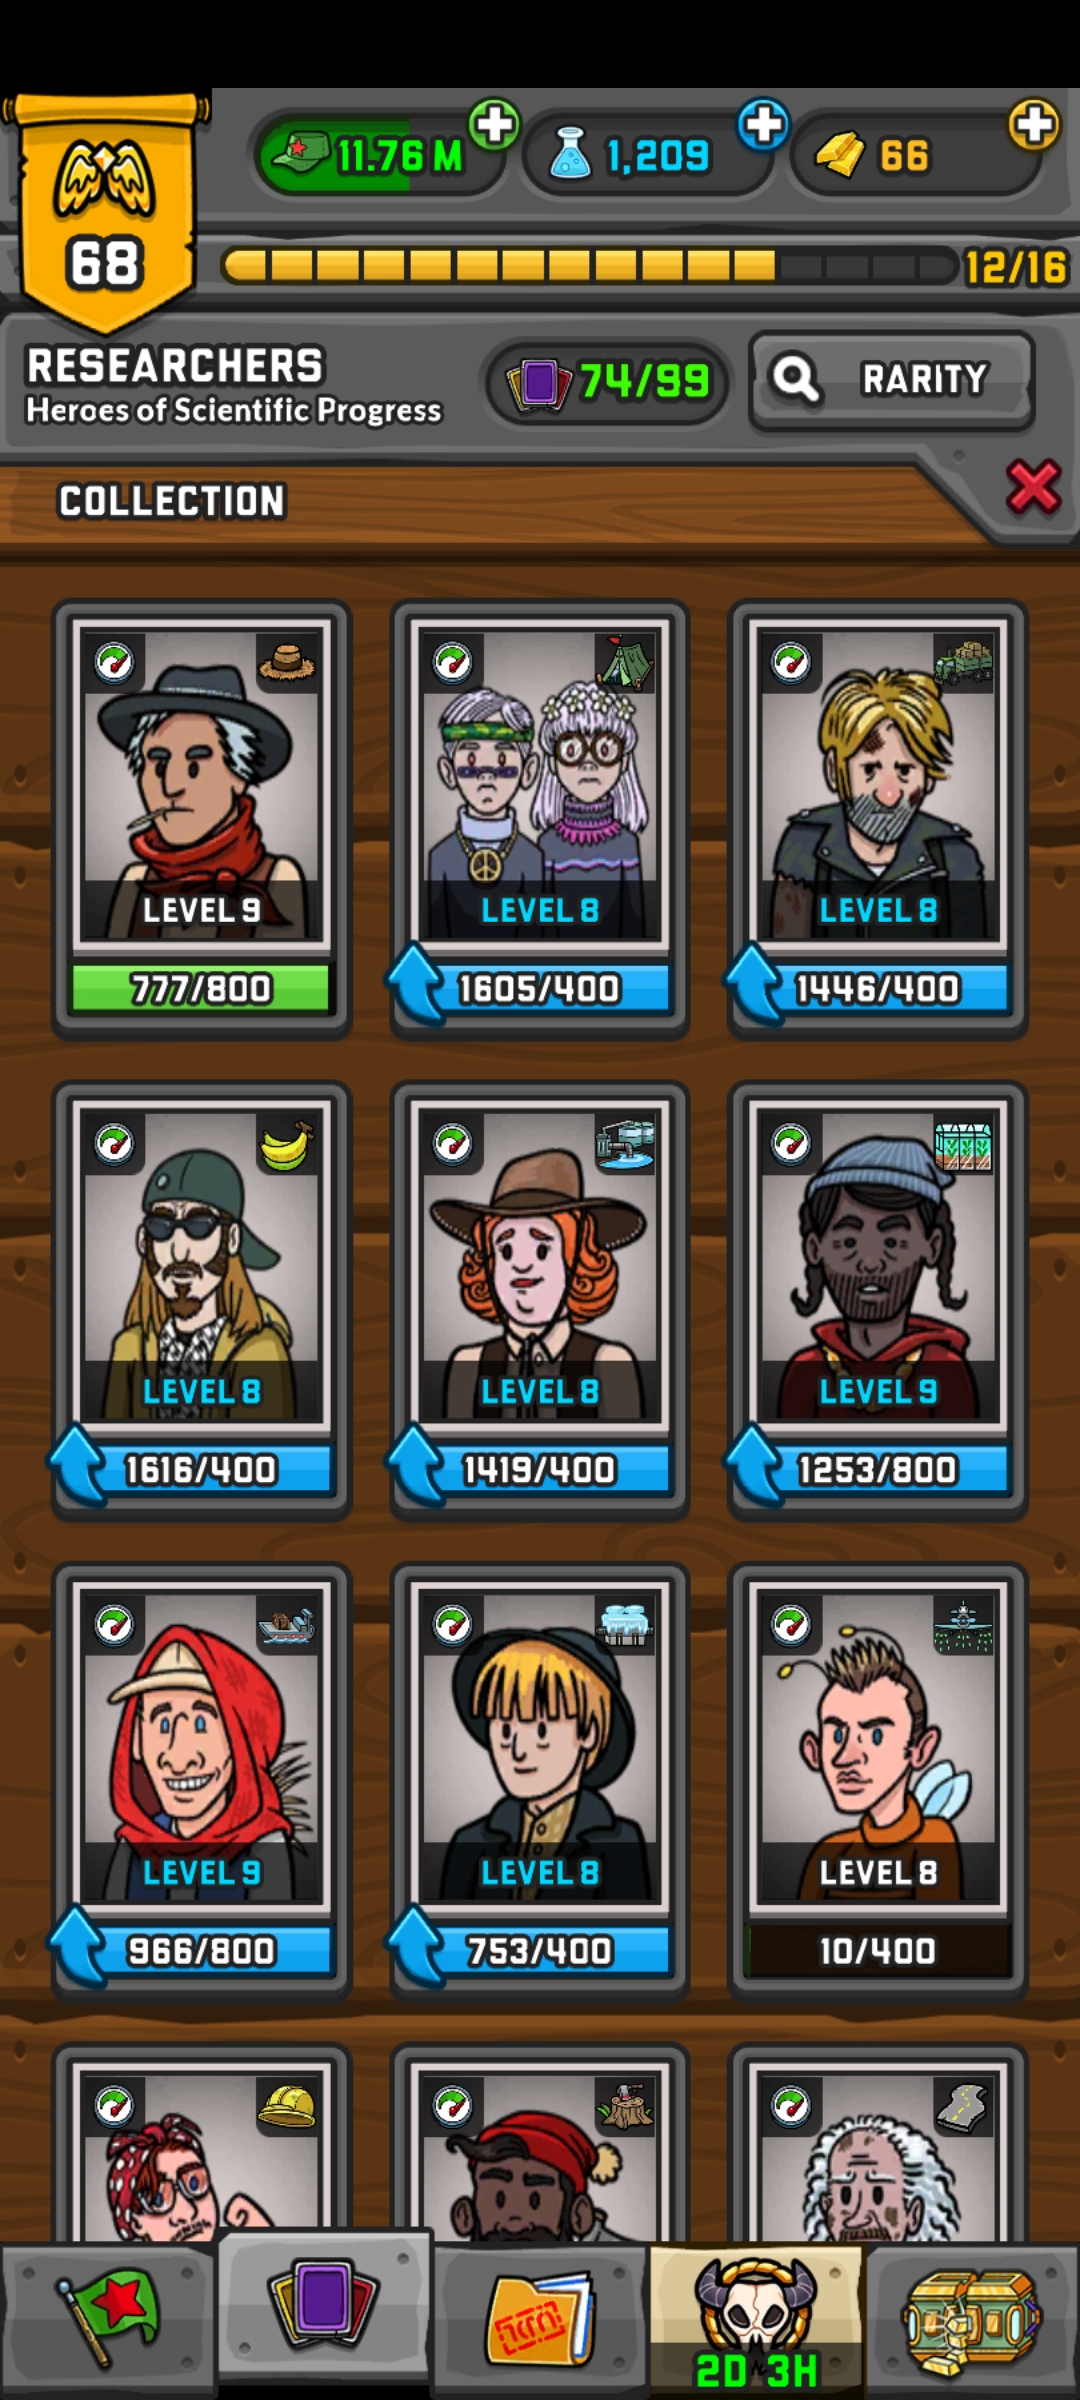 11.76 M
1,209
66
68
12/16
RESEARCHERS
Heroes of Scientific Progress
74/99
RARITY
COLLECTION
LEVEL 9
LEVEL 8
LEVEL 8
777/800
1605/400
1446/400
LEVEL 8
LEVEL 8
LEVEL 9
1616/400
1419/400
1253/800
LEVEL 9
LEVEL 8
LEVEL 8
966/800
753/400
10/400
2D 3H